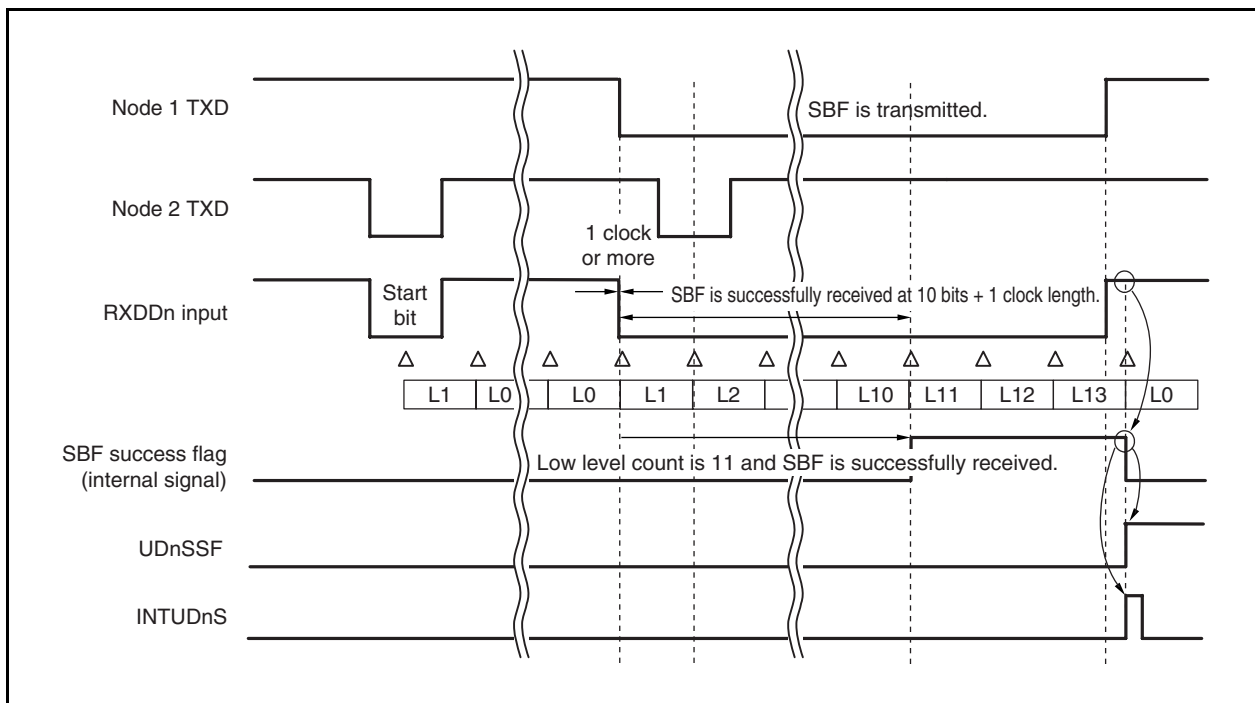 Node 1 TXD
SBF is transmitted.
Node 2 TXD
1 clock
or more
RXDDn input
Start
bit
SBF is successfully received at 10 bits + 1 clock length.
L1
L0
L0
L1
L2
L10
L11
L12
L13
L0
SBF success flag
(internal signal)
Low level count is 11 and SBF is successfully received.
UDnSSF
INTUDnS